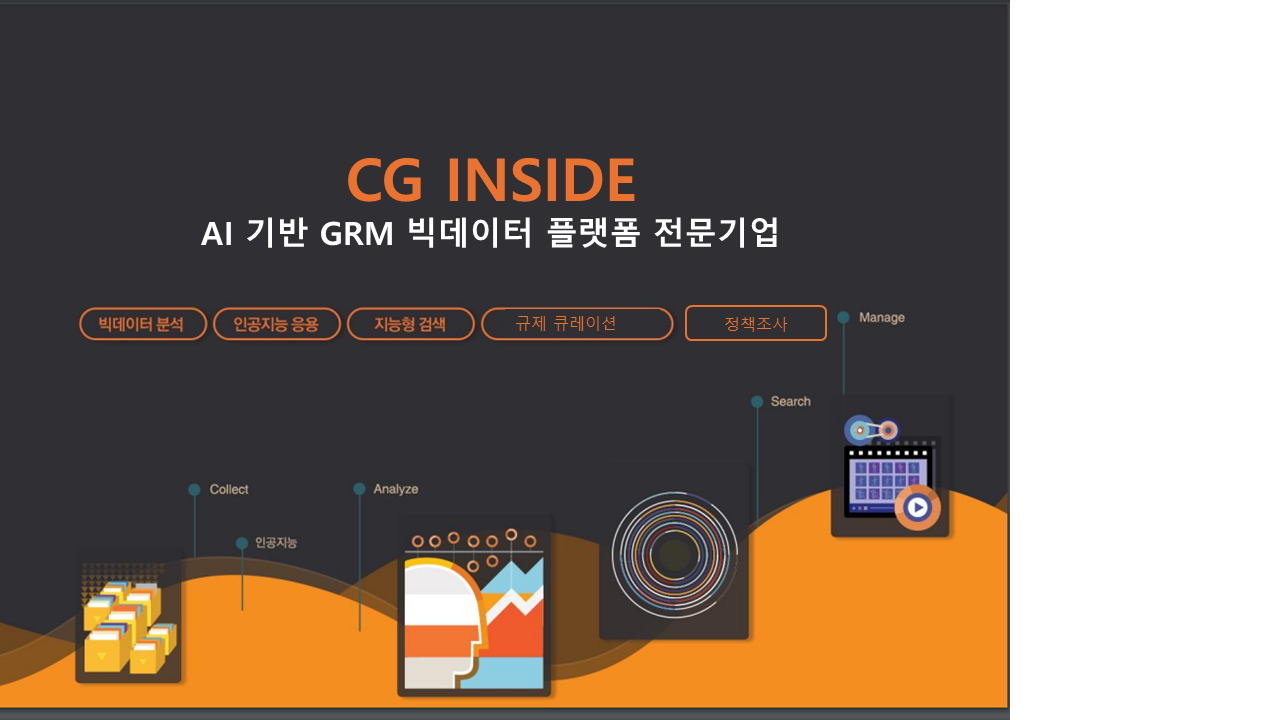 CG INSIDE
AI 기반 GRM 빅데이터 플랫폼 전문기업
빅데이터 분석 인공지능 응용 지능형 검색 규제 큐레이션 정책조사
Manage
Search
Collect
Analyze
인공지능